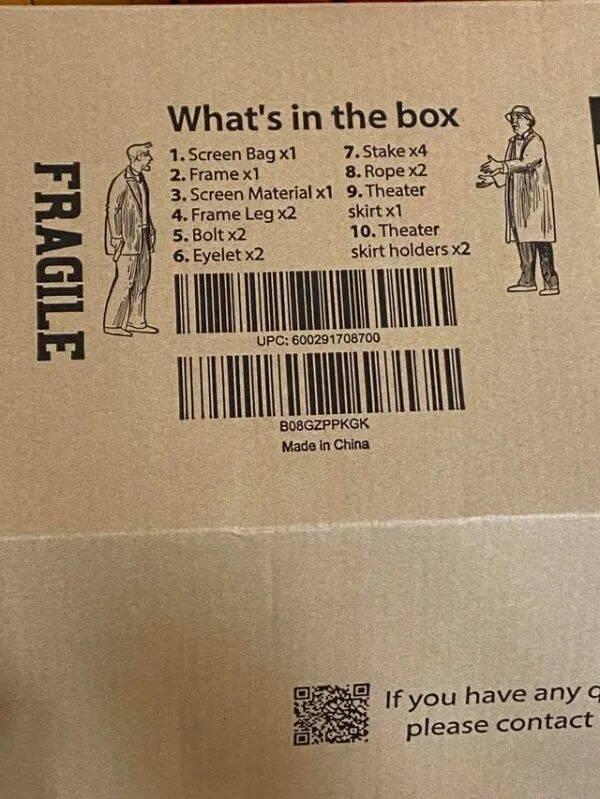 FRAGILE
What's in the box
1. Screen Bag x1
2. Frame x1
3. Screen Material x1
4. Frame Leg x2
5. Bolt x2
6. Eyelet x2
7. Stake x4
8. Rope x2
9. Theater
skirt x1
10. Theater
skirt holders x2
UPC: 600291708700
B08GZPPKGK
Made in China
If you have any q
please contact